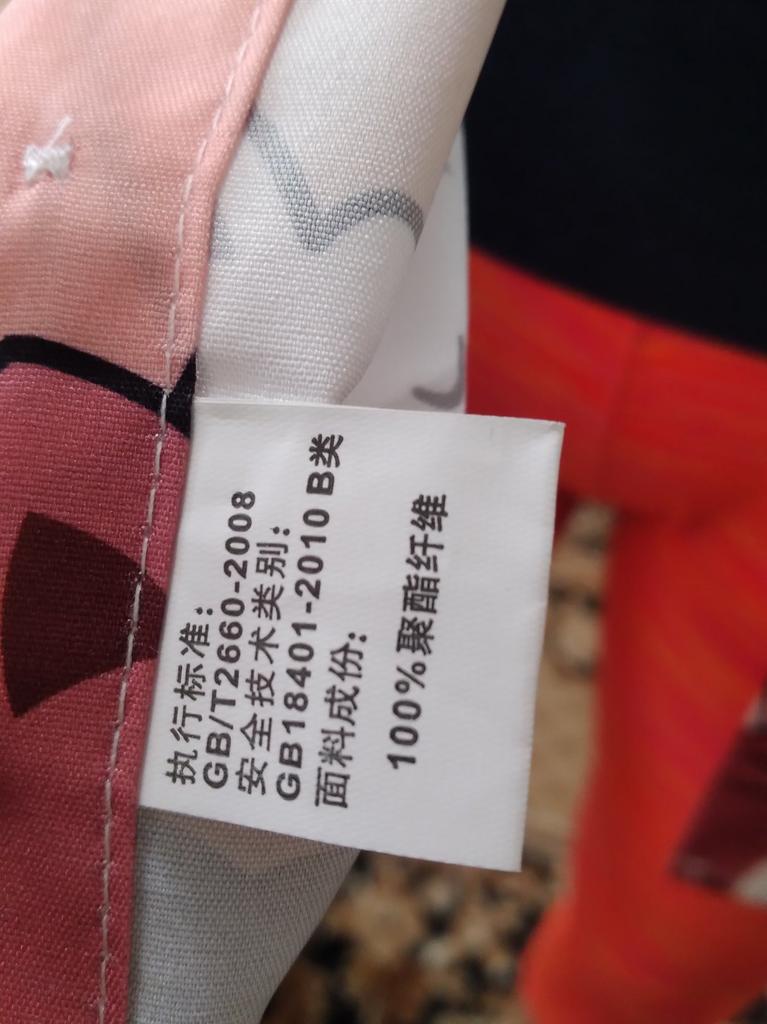 执行标准：
GB/T2660-2008
安全技术类别：
GB18401-2010 B类
面料成份：
100%聚酯纤维